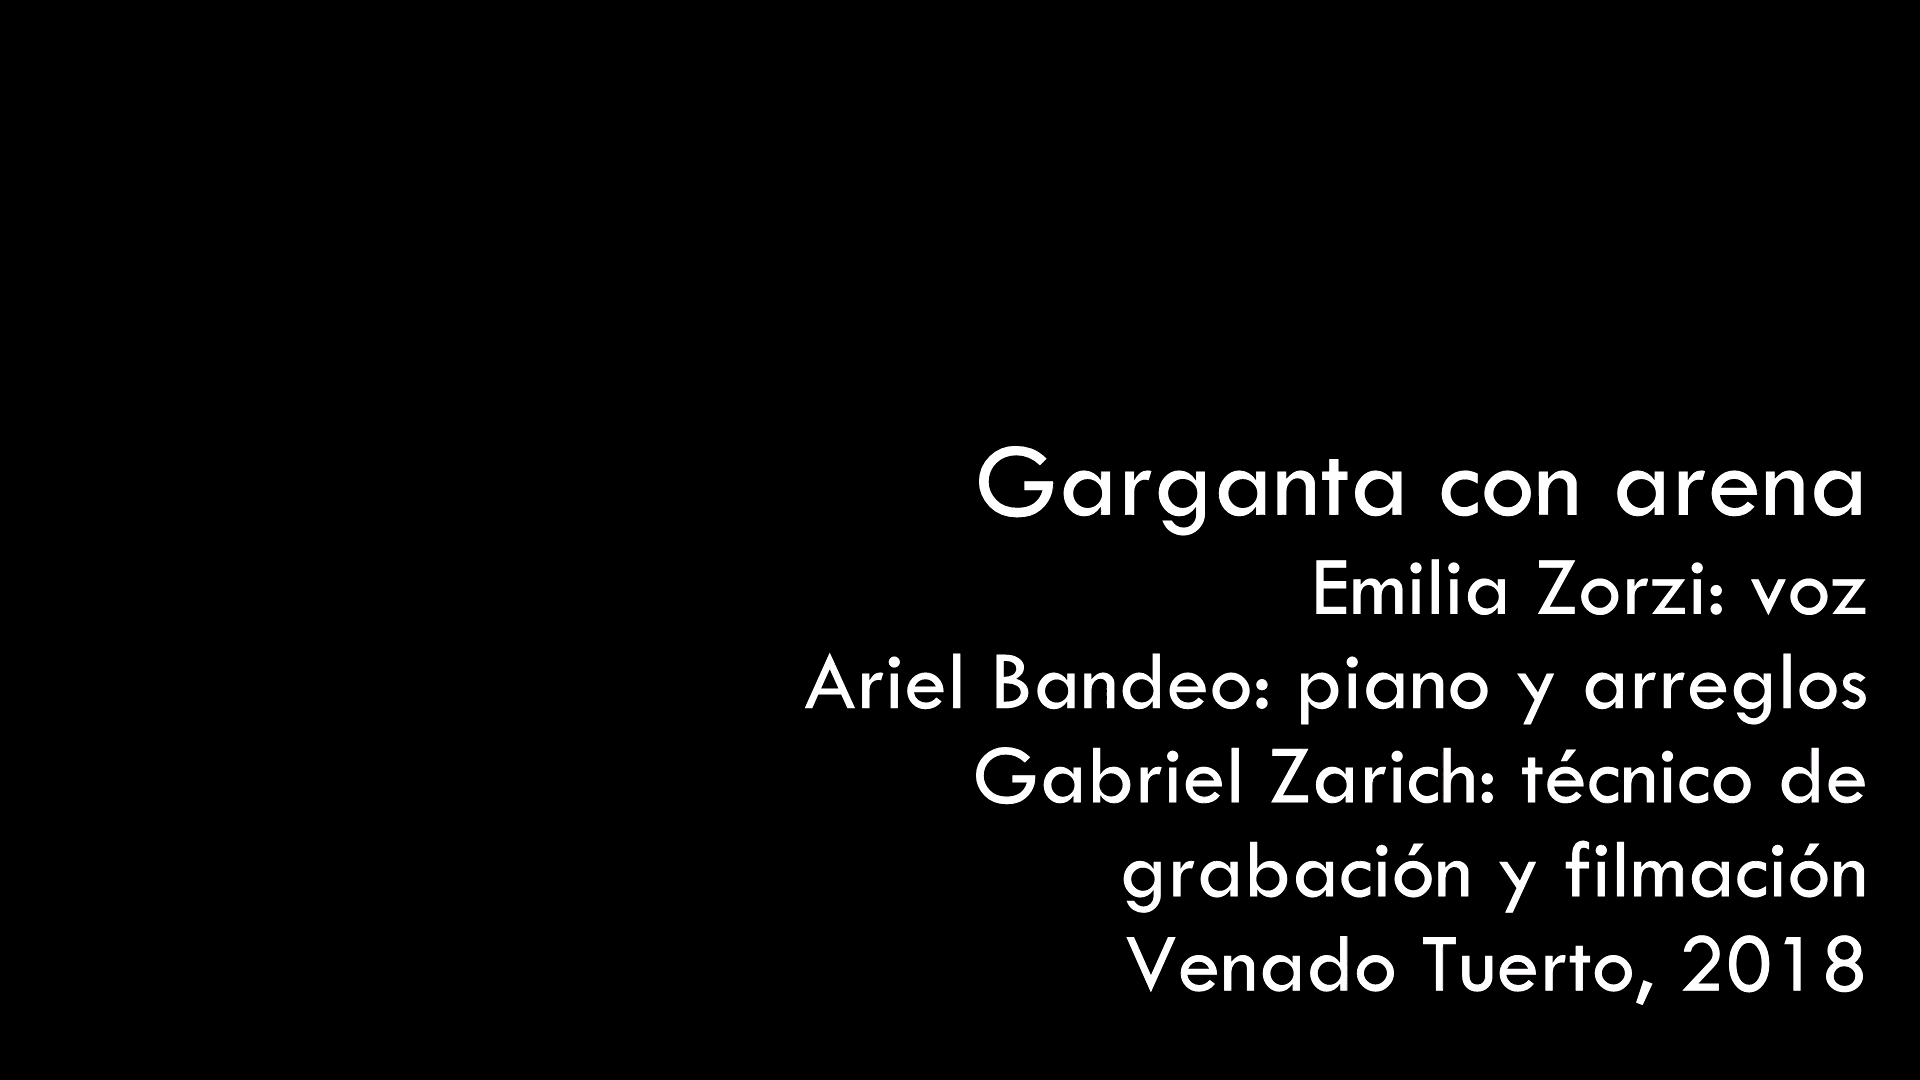 Garganta con arena
Emilia Zorzi: voz
Ariel Bandeo: piano y arreglos
Gabriel Zarich: técnico de
grabación y filmación
Venado Tuerto, 2018